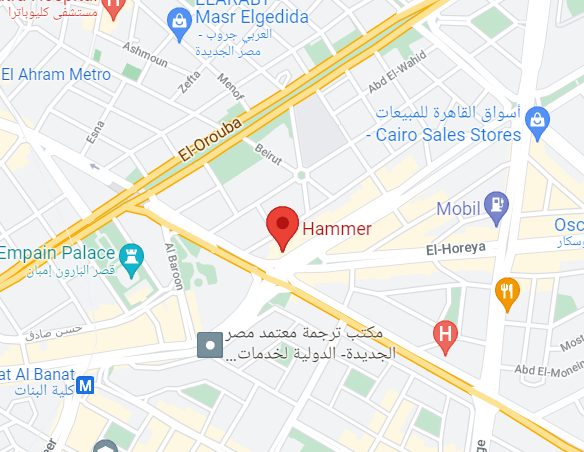 مستشفى كليوباترا
ELARABY
Masr Elgedida
العربي جروب -
مصر الجديدة
Ashmoun
Zefta
Menof
El Ahram Metro
Abd El-Wahid
Esna
El-Orouba
Beirut
أسواق القاهرة للمبيعات
- Cairo Sales Stores
Mobil
Hammer
El-Horeya
Empain Palace
قصر البارون إمبان
Al Baroon
حسن صادق
مكتب ترجمة معتمد مصر
الجديدة- الدولية لخدمات...
H
Al Banat
كلية البنات
M
Abd El-Monein